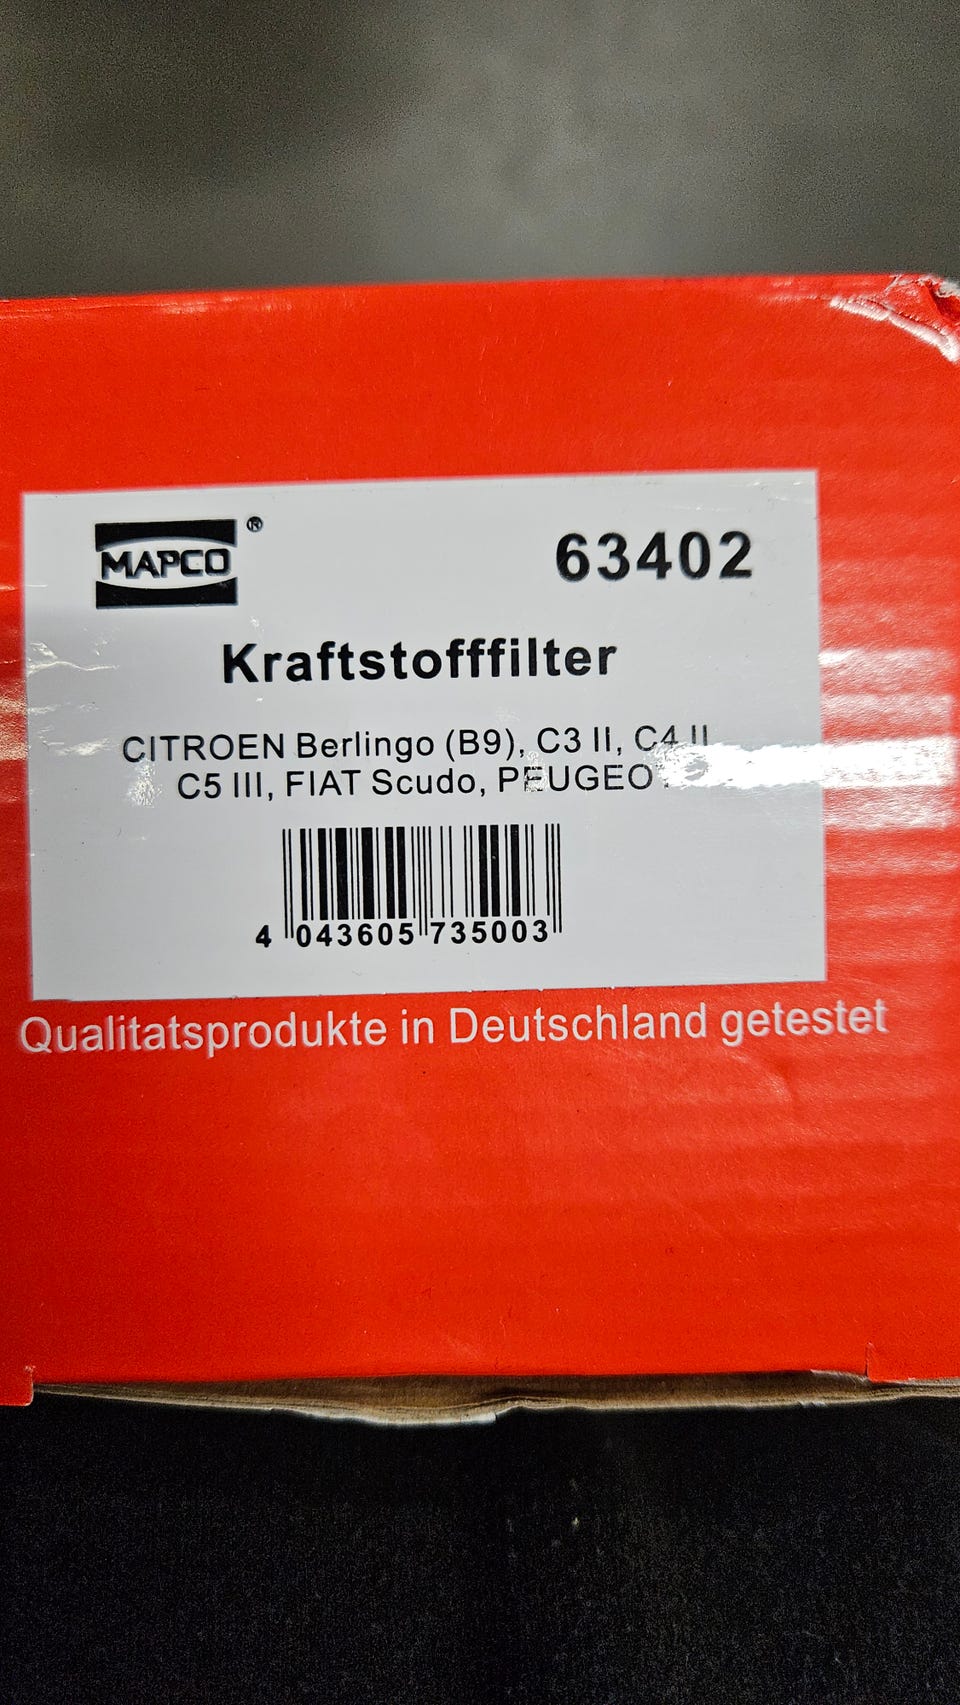 MAPCO ®
63402
Kraftstofffilter
CITROEN Berlingo (B9), C3 II, C4 II
C5 III, FIAT Scudo, PEUGEOT
4 043605 735003
Qualitatsprodukte in Deutschland getestet